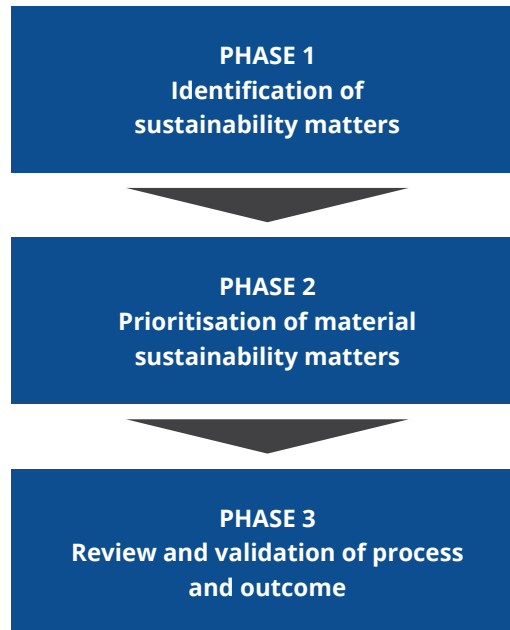 PHASE 1
Identification of
sustainability matters
PHASE 2
Prioritisation of material
sustainability matters
PHASE 3
Review and validation of process
and outcome